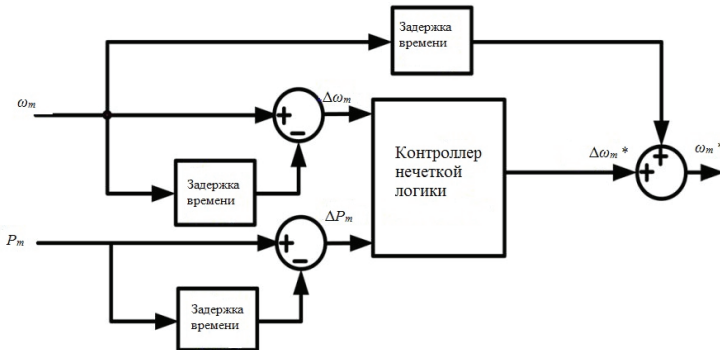 Задержка
времени
ω_m
Δω_m
Задержка
времени
Контроллер
нечеткой
логики
Δω_m *
ω_m *
P_m
ΔP_m
Задержка
времени